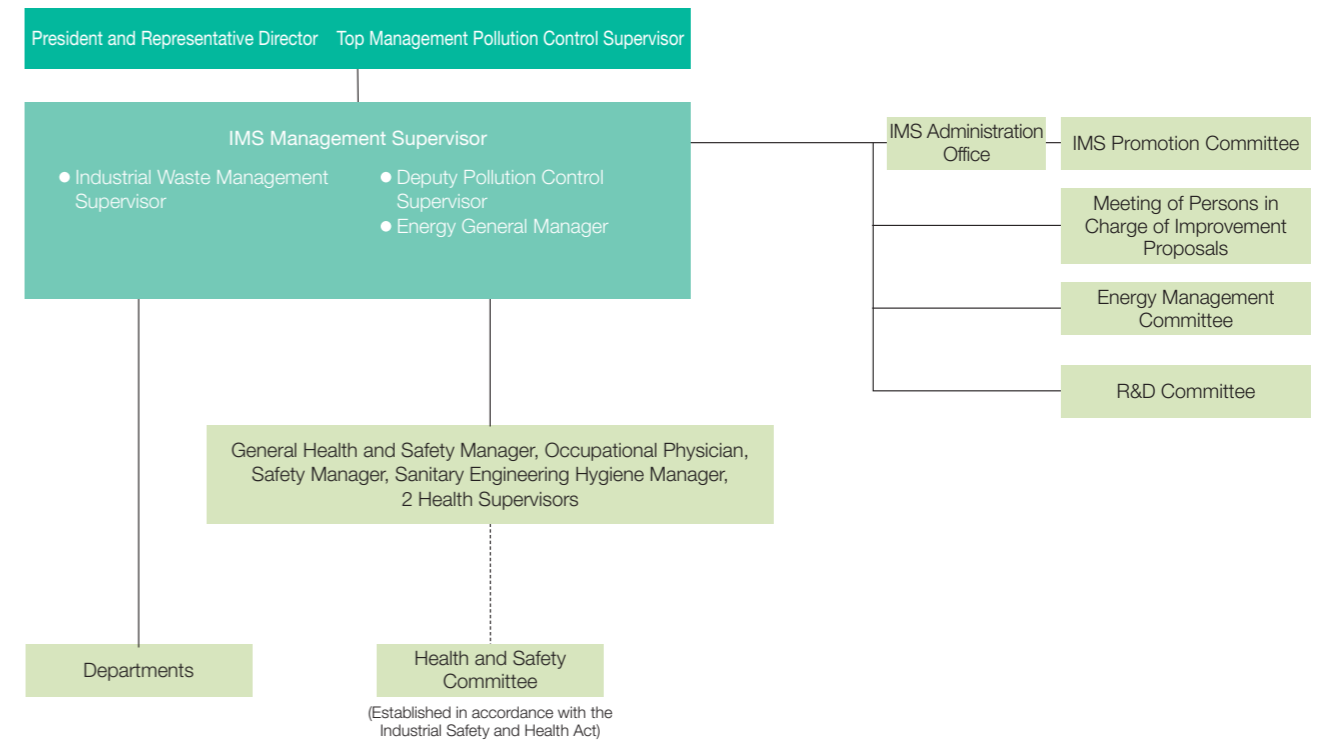 President and Representative Director Top Management Pollution Control Supervisor
IMS Management Supervisor
● Industrial Waste Management
Supervisor
● Deputy Pollution Control
Supervisor
● Energy General Manager
IMS Administration
Office
IMS Promotion Committee
Meeting of Persons in
Charge of Improvement
Proposals
Energy Management
Committee
R&D Committee
General Health and Safety Manager, Occupational Physician,
Safety Manager, Sanitary Engineering Hygiene Manager,
2 Health Supervisors
Departments
Health and Safety
Committee
(Established in accordance with the
Industrial Safety and Health Act)